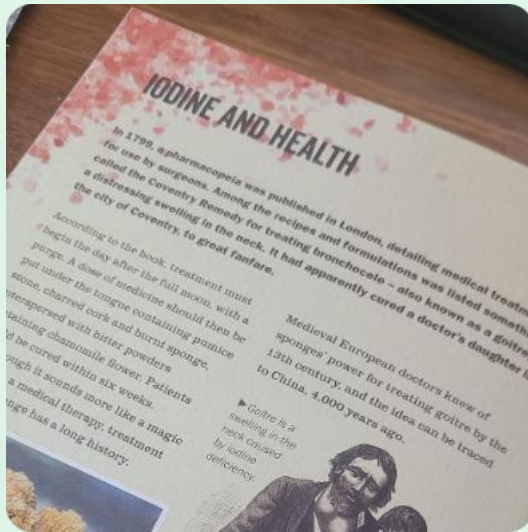 IODINE AND HEALTH
In 1799, a pharmacopeia was published in London, detailing medical
for use by surgeons. Among the recipes and formulations was listed
called the Coventry Remedy for treating bronchocele – also known as a goitre
a distressing swelling in the neck. It had apparently cured a doctor's daughter
the city of Coventry, to great fanfare.
According to the book, treatment must
begin the day after the full moon, with a
purge. A dose of medicine should then be
put under the tongue containing pumice
stone, charred cork and burnt sponge,
interspersed with bitter powders
containing chamomile flower. Patients
be cured within six weeks.
it sounds more like a magic
a medical therapy, treatment
has a long history.
Medieval European doctors knew of
sponges' power for treating goitre by the
13th century, and the idea can be traced
to China, 4,000 years ago.
▶Goitre is a
swelling in the
neck caused
by iodine
deficiency.